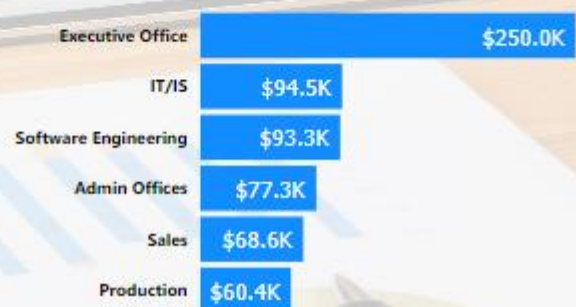 Executive Office $250.0K
IT/IS $94.5K
Software Engineering $93.3K
Admin Offices $77.3K
Sales $68.6K
Production $60.4K